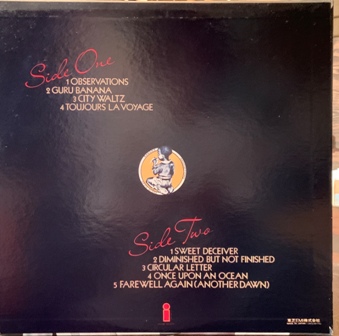 Side One
1 OBSERVATIONS
2 GURU BANANA
3 CITY WALTZ
4 TOUJOURS LA VOYAGE
Side Two
1 SWEET DECEIVER
2 DIMINISHED BUT NOT FINISHED
3 CIRCULAR LETTER
4 ONCE UPON AN OCEAN
5 FAREWELL AGAIN (ANOTHER DAWN)
i